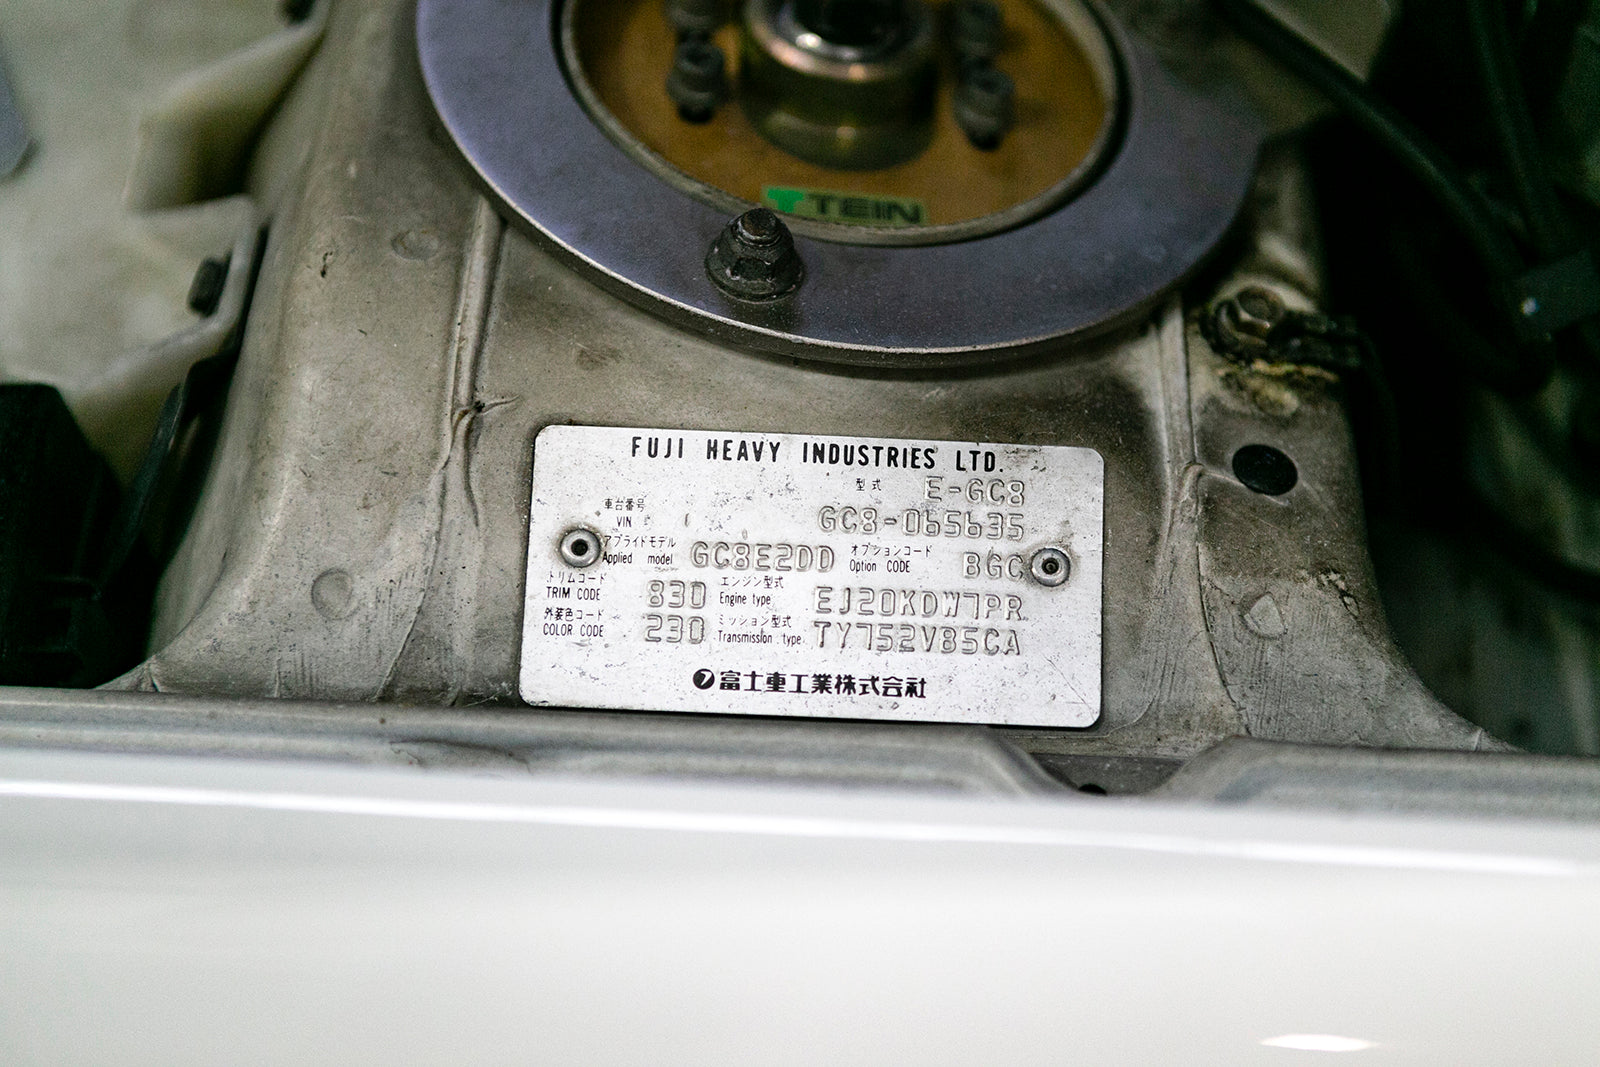 TEIN
FUJI HEAVY INDUSTRIES LTD.
型式 E-GC8
車台番号
VIN GC8-065635
アプライドモデル オプションコード
Applied model GC8E2DD Option CODE BGC
トリムコード エンジン型式
TRIM CODE 830 Engine type EJ20KDW7PR
外装色コード ミッション型式
COLOR CODE 230 Transmission type TY752VB5CA
富士重工業株式会社